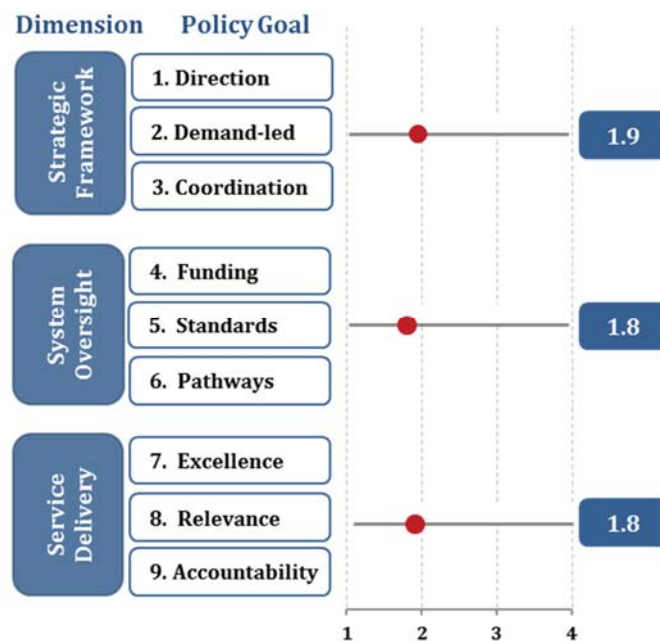 Dimension Policy Goal
Strategic
Framework
1. Direction
2. Demand-led
3. Coordination
1.9
System
Oversight
4. Funding
5. Standards
6. Pathways
1.8
Service
Delivery
7. Excellence
8. Relevance
9. Accountability
1.8
1 2 3 4